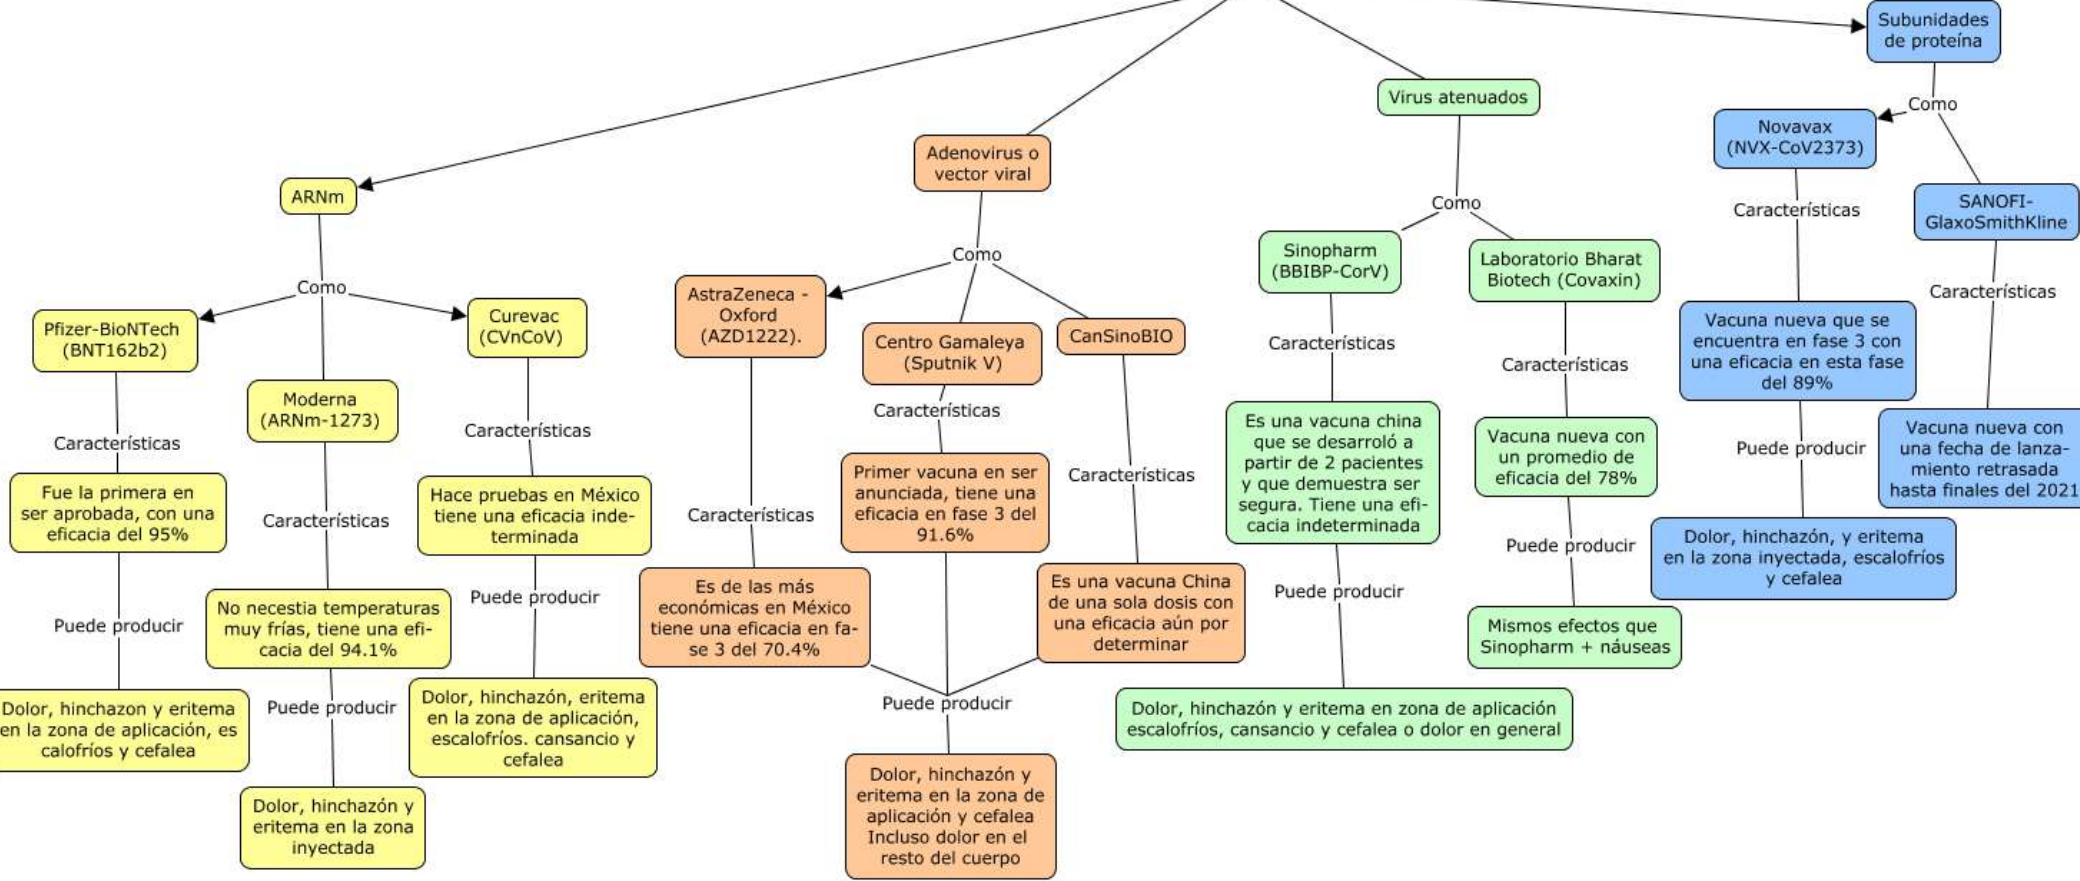 Subunidades
de proteína
Como
Novavax
(NVX-CoV2373)
Características
Vacuna nueva que se
encuentra en fase 3 con
una eficacia en esta fase
del 89%
Puede producir
Dolor, hinchazón, y eritema
en la zona inyectada, escalofríos
y cefalea
SANOFI-
GlaxoSmithKline
Características
Vacuna nueva con
una fecha de lanza-
miento retrasada
hasta finales del 2021
Virus atenuados
Como
Sinopharm
(BBIBP-CorV)
Características
Es una vacuna china
que se desarroló a
partir de 2 pacientes
y que demuestra ser
segura. Tiene una efi-
cacia indeterminada
Puede producir
Dolor, hinchazón y eritema en zona de aplicación
escalofríos, cansancio y cefalea o dolor en general
Laboratorio Bharat
Biotech (Covaxin)
Características
Vacuna nueva con
un promedio de
eficacia del 78%
Puede producir
Mismos efectos que
Sinopharm + náuseas
Adenovirus o
vector viral
Como
AstraZeneca -
Oxford
(AZD1222).
Características
Es de las más
económicas en México
tiene una eficacia en fa-
se 3 del 70.4%
Centro Gamaleya
(Sputnik V)
Características
Primer vacuna en ser
anunciada, tiene una
eficacia en fase 3 del
91.6%
CanSinoBIO
Características
Es una vacuna China
de una sola dosis con
una eficacia aún por
determinar
Puede producir
Dolor, hinchazón y
eritema en la zona de
aplicación y cefalea
Incluso dolor en el
resto del cuerpo
ARNm
Como
Pfizer-BioNTech
(BNT162b2)
Características
Fue la primera en
ser aprobada, con una
eficacia del 95%
Puede producir
Dolor, hinchazon y eritema
en la zona de aplicación, es
calofríos y cefalea
Moderna
(ARNm-1273)
Características
No necestia temperaturas
muy frías, tiene una efi-
cacia del 94.1%
Puede producir
Dolor, hinchazón y
eritema en la zona
inyectada
Curevac
(CVnCoV)
Características
Hace pruebas en México
tiene una eficacia inde-
terminada
Puede producir
Dolor, hinchazón, eritema
en la zona de aplicación,
escalofríos. cansancio y
cefalea